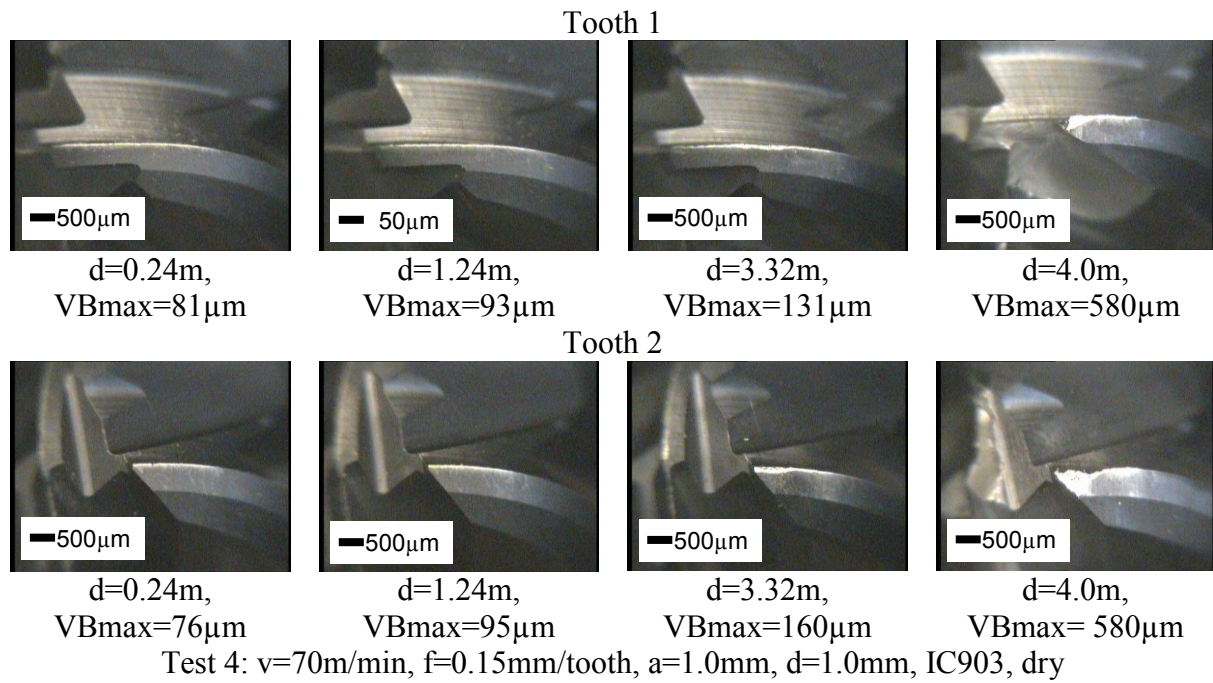 Tooth 1
500μm
50μm
500μm
500μm
d=0.24m,
VBmax=81µm
d=1.24m,
VBmax=93µm
d=3.32m,
VBmax=131µm
d=4.0m,
VBmax=580µm
Tooth 2
500μm
500μm
500μm
500μm
d=0.24m,
VBmax=76µm
d=1.24m,
VBmax=95µm
d=3.32m,
VBmax=160µm
d=4.0m,
VBmax= 580µm
Test 4: v=70m/min, f=0.15mm/tooth, a=1.0mm, d=1.0mm, IC903, dry